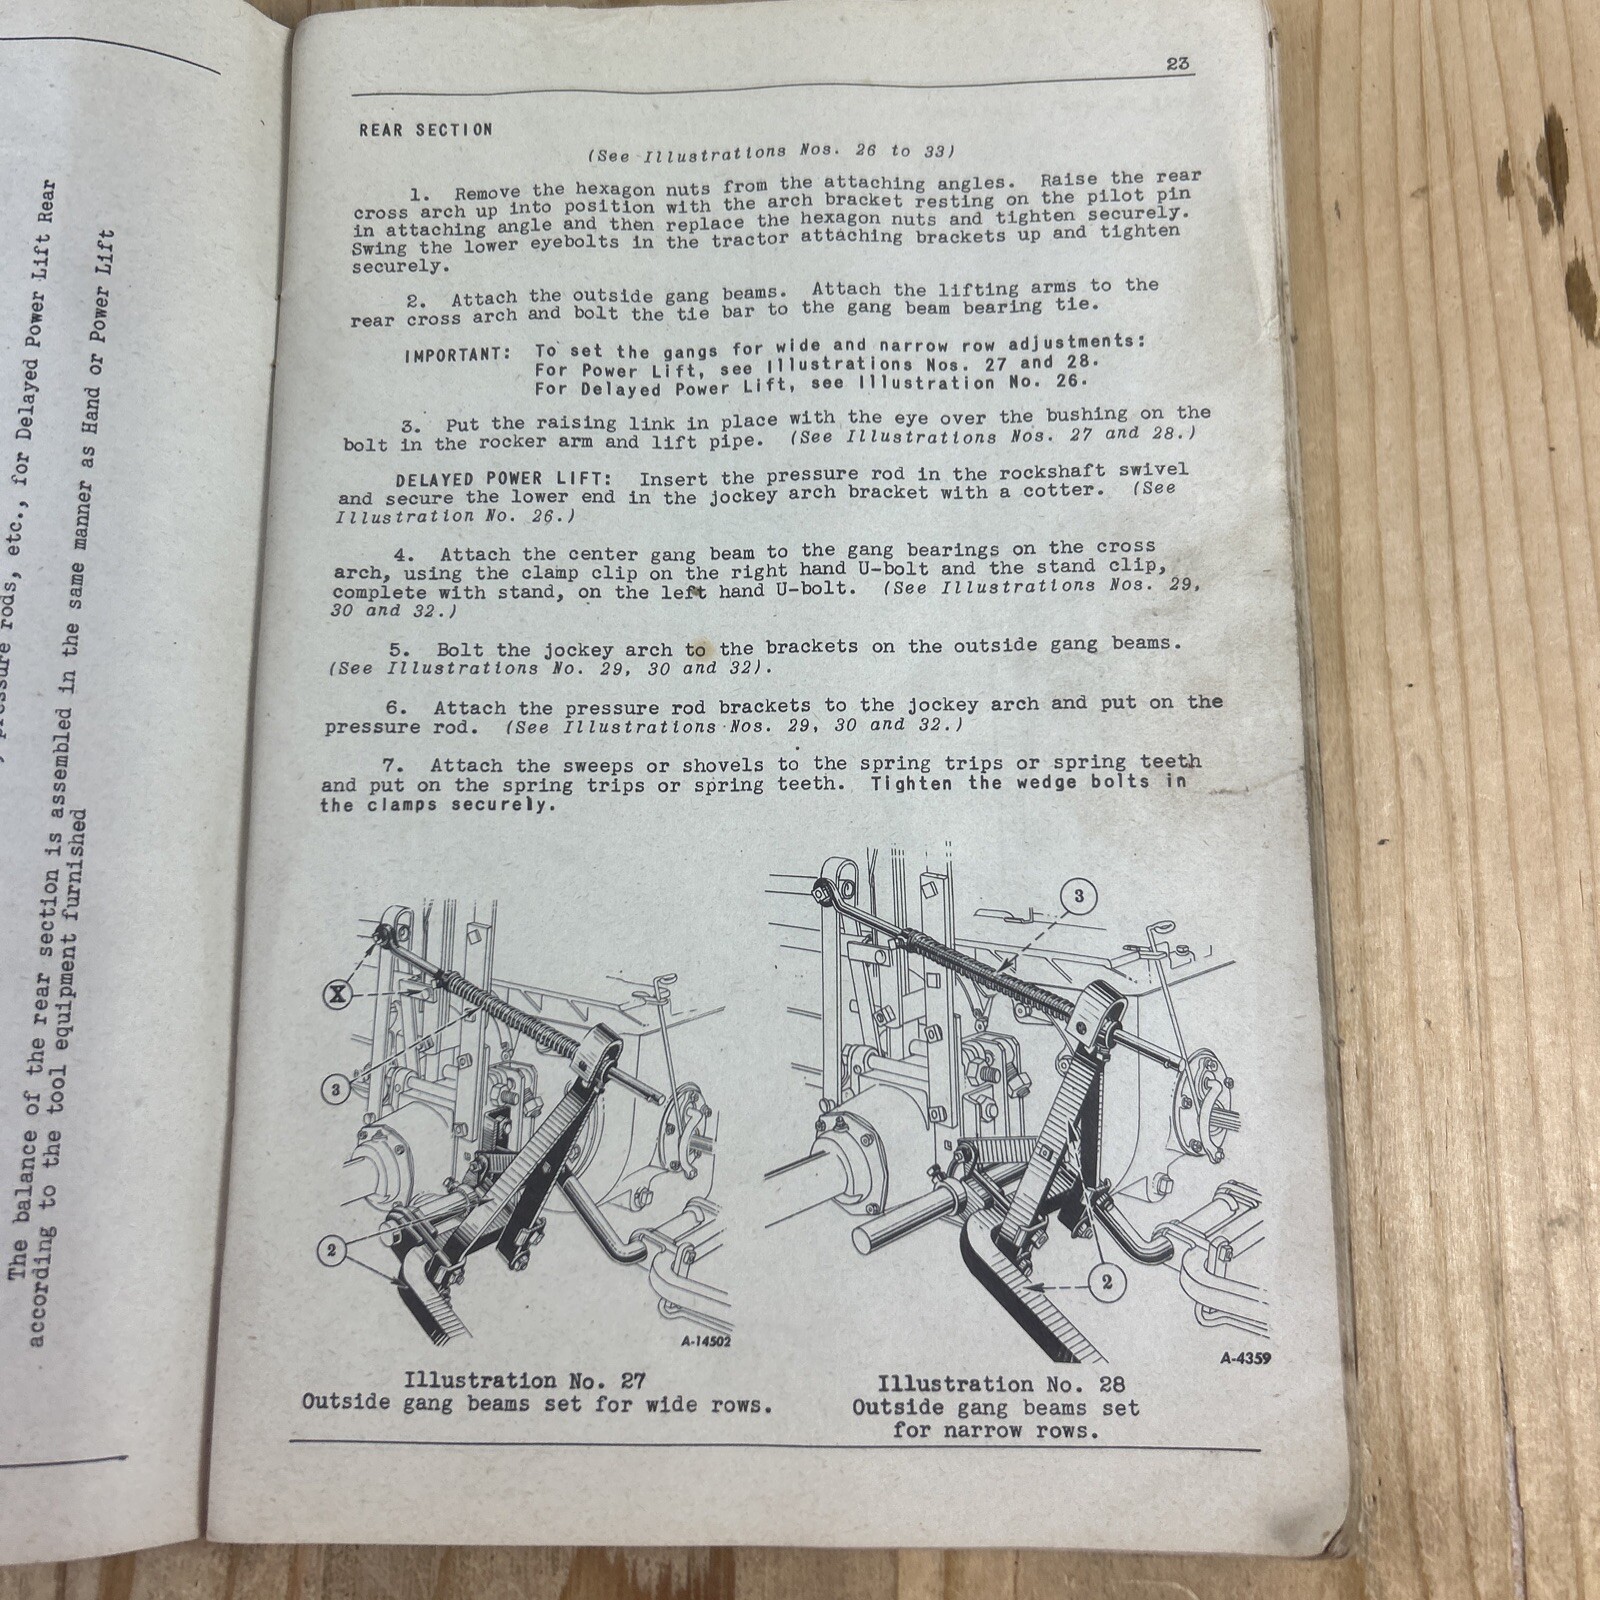 , pressure rods, etc., for Delayed Power Lift Rear
The balance of the rear section is assembled in the same manner as Hand or Power Lift
according to the tool equipment furnished
23
REAR SECTION
(See Illustrations Nos. 26 to 33)
1. Remove the hexagon nuts from the attaching angles. Raise the rear
cross arch up into position with the arch bracket resting on the pilot pin
in attaching angle and then replace the hexagon nuts and tighten securely.
Swing the lower eyebolts in the tractor attaching brackets up and tighten
securely.
2. Attach the outside gang beams. Attach the lifting arms to the
rear cross arch and bolt the tie bar to the gang beam bearing tie.
IMPORTANT: To set the gangs for wide and narrow row adjustments:
For Power Lift, see Illustrations Nos. 27 and 28.
For Delayed Power Lift, see Illustration No. 26.
3. Put the raising link in place with the eye over the bushing on the
bolt in the rocker arm and lift pipe. (See Illustrations Nos. 27 and 28.)
DELAYED POWER LIFT: Insert the pressure rod in the rockshaft swivel
and secure the lower end in the jockey arch bracket with a cotter. (See
Illustration No. 26.)
4. Attach the center gang beam to the gang bearings on the cross
arch, using the clamp clip on the right hand U-bolt and the stand clip,
complete with stand, on the left hand U-bolt. (See Illustrations Nos. 29,
30 and 32.)
5. Bolt the jockey arch to the brackets on the outside gang beams.
(See Illustrations No. 29, 30 and 32).
6. Attach the pressure rod brackets to the jockey arch and put on the
pressure rod. (See Illustrations Nos. 29, 30 and 32.)
7. Attach the sweeps or shovels to the spring trips or spring teeth
and put on the spring trips or spring teeth. Tighten the wedge bolts in
the clamps securely.
X
3
2
A-14502
Illustration No. 27
Outside gang beams set for wide rows.
3
2
A-4359
Illustration No. 28
Outside gang beams set
for narrow rows.